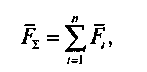 F̅_Σ = ∑_{i=1}^{n} F̅_i,